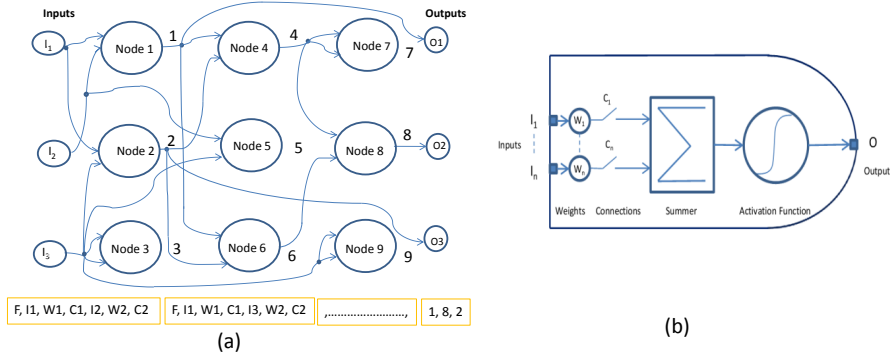 Inputs
Outputs
I1
Node 1
1
Node 4
4
Node 7
7
O1
I2
Node 2
2
Node 5
5
Node 8
8
O2
I3
Node 3
3
Node 6
6
Node 9
9
O3
F, I1, W1, C1, I2, W2, C2
F, I1, W1, C1, I3, W2, C2
,……………………,
1, 8, 2
(a)
I1
W1
C1
Inputs
In
Wn
Cn
O
Output
Weights
Connections
Summer
Activation Function
(b)